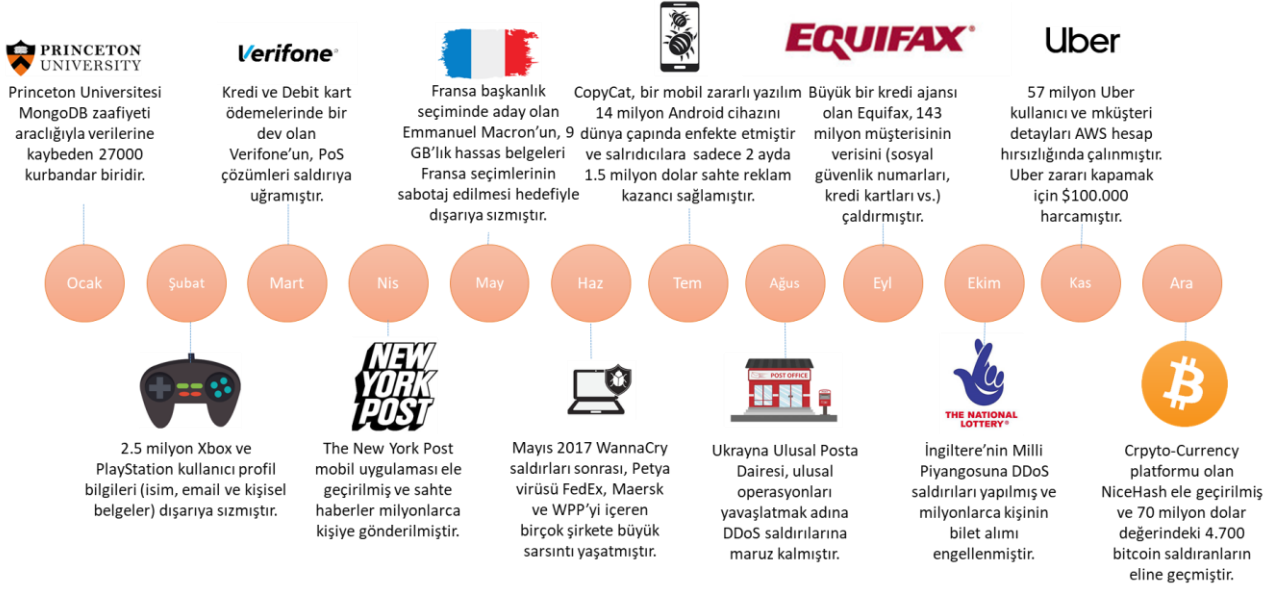 PRINCETON
UNIVERSITY
Princeton Universitesi
MongoDB zaafiyeti
araclığıyla verilerine
kaybeden 27000
kurbandar biridir.
Verifone
Kredi ve Debit kart
ödemelerinde bir
dev olan
Verifone’un, PoS
çözümleri saldırıya
uğramıştır.
Fransa başkanlık
seçiminde aday olan
Emmanuel Macron’un, 9
GB’lık hassas belgeleri
Fransa seçimlerinin
sabotaj edilmesi hedefiyle
dışarıya sızmıştır.
CopyCat, bir mobil zararlı yazılım
14 milyon Android cihazını
dünya çapında enfekte etmiştir
ve salrıdıcılara sadece 2 ayda
1.5 milyon dolar sahte reklam
kazancı sağlamıştır.
EQUIFAX
Büyük bir kredi ajansı
olan Equifax, 143
milyon müşterisinin
verisini (sosyal
güvenlik numarları,
kredi kartları vs.)
çaldırmıştır.
Uber
57 milyon Uber
kullanıcı ve mküşteri
detayları AWS hesap
hırsızlığında çalınmıştır.
Uber zararı kapamak
için $100.000
harcamıştır.
Ocak
Şubat
Mart
Nis
May
Haz
Tem
Ağus
Eyl
Ekim
Kas
Ara
2.5 milyon Xbox ve
PlayStation kullanıcı profil
bilgileri (isim, email ve kişisel
belgeler) dışarıya sızmıştır.
NEW
YORK
POST
The New York Post
mobil uygulaması ele
geçirilmiş ve sahte
haberler milyonlarca
kişiye gönderilmiştir.
Mayıs 2017 WannaCry
saldırları sonrası, Petya
virüsü FedEx, Maersk
ve WPP’yi içeren
birçok şirkete büyük
sarsıntı yaşatmıştır.
POST OFFICE
Ukrayna Ulusal Posta
Dairesi, ulusal
operasyonları
yavaşlatmak adına
DDoS saldırılarına
maruz kalmıştır.
THE NATIONAL
LOTTERY®
İngiltere’nin Milli
Piyangosuna DDoS
saldırıları yapılmış ve
milyonlarca kişinin
bilet alımı
engellenmiştir.
Crpyto-Currency
platformu olan
NiceHash ele geçirilmiş
ve 70 milyon dolar
değerindeki 4.700
bitcoin saldıranların
eline geçmiştir.